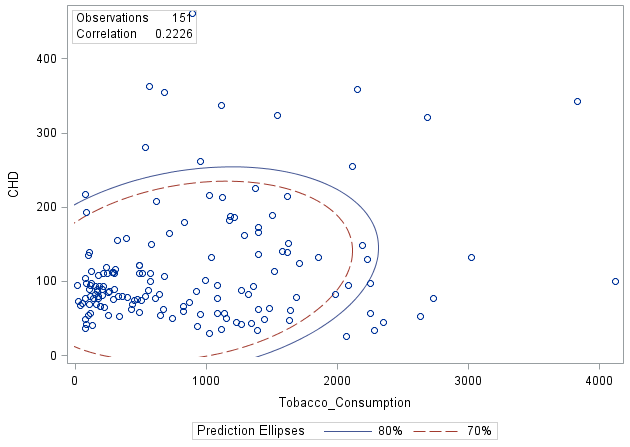 Observations 151
Correlation 0.2226
400
300
200
100
0
CHD
0 1000 2000 3000 4000
Tobacco_Consumption
Prediction Ellipses 80% 70%